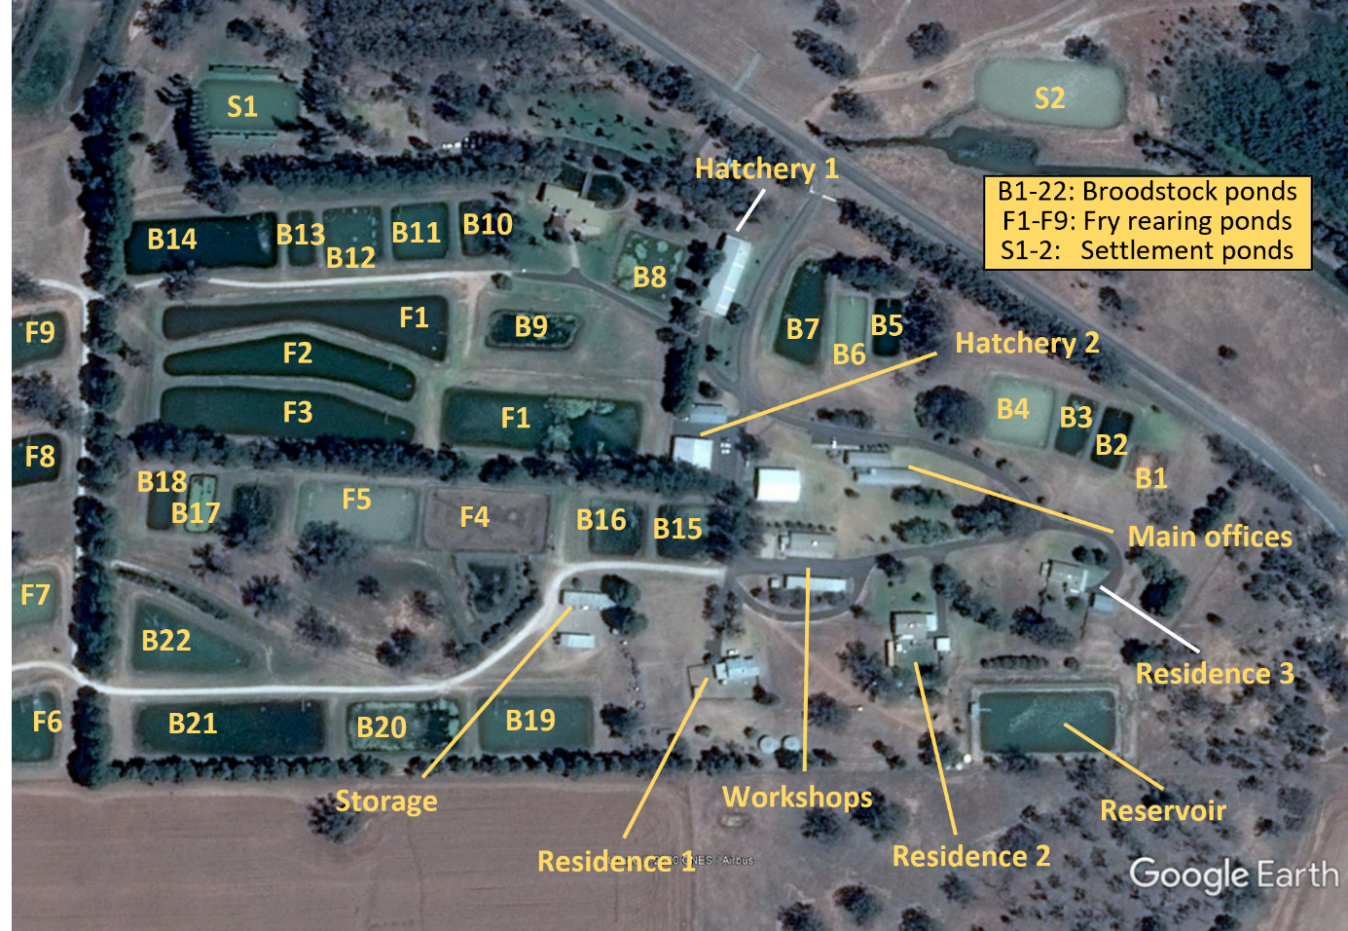 S1
S2
Hatchery 1
B1-22: Broodstock ponds
F1-F9: Fry rearing ponds
S1-2: Settlement ponds
B14
B13
B12
B11
B10
B8
F9
F1
B9
B7
B6
B5
Hatchery 2
F2
F3
F1
B4
B3
B2
B1
F8
B18
B17
F5
F4
B16
B15
Main offices
F7
B22
Residence 3
F6
B21
B20
B19
Storage
Workshops
Reservoir
Residence 1
Airbus
Residence 2
Google Earth